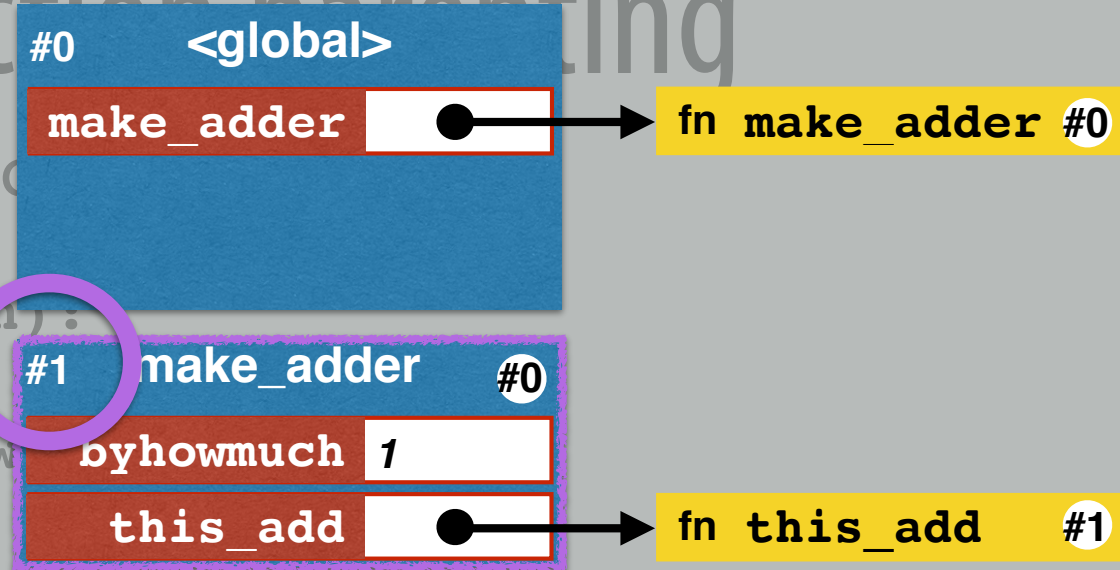 #0 <global>
make_adder fn make_adder #0
#1 make_adder #0
byhowmuch 1
this_add fn this_add #1